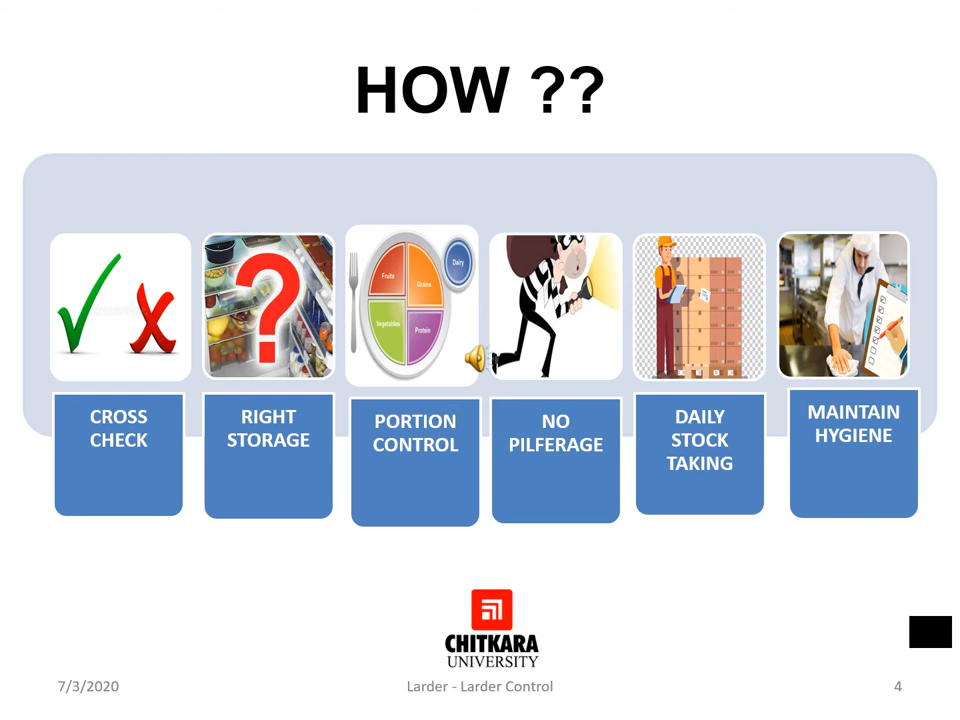 HOW ??
Fruits
Grains
Dairy
Vegetables
Protein
CROSS
CHECK
RIGHT
STORAGE
PORTION
CONTROL
NO
PILFERAGE
DAILY
STOCK
TAKING
MAINTAIN
HYGIENE
CHITKARA
UNIVERSITY
7/3/2020
Larder - Larder Control
4